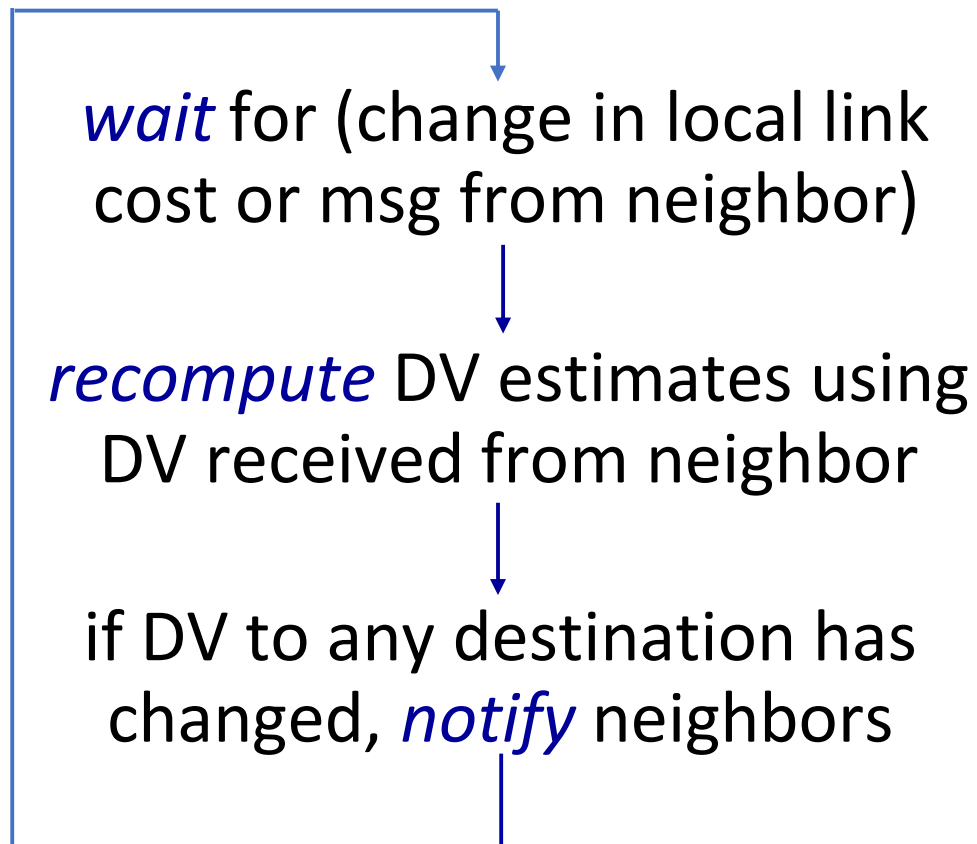 wait for (change in local link
cost or msg from neighbor)
recompute DV estimates using
DV received from neighbor
if DV to any destination has
changed, notify neighbors